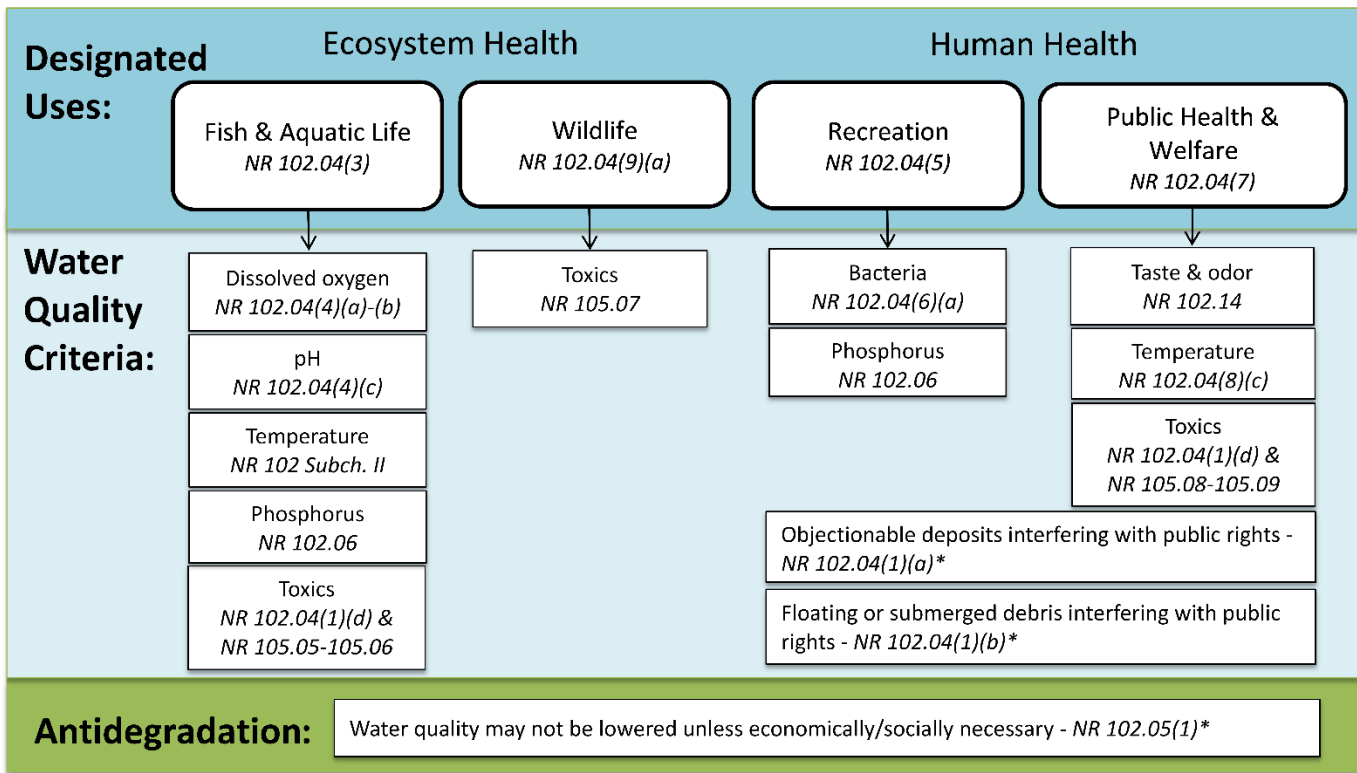 Designated
Uses:
Ecosystem Health
Human Health
Fish & Aquatic Life
NR 102.04(3)
Wildlife
NR 102.04(9)(a)
Recreation
NR 102.04(5)
Public Health &
Welfare
NR 102.04(7)
Water
Quality
Criteria:
Dissolved oxygen
NR 102.04(4)(a)-(b)
pH
NR 102.04(4)(c)
Temperature
NR 102 Subch. II
Phosphorus
NR 102.06
Toxics
NR 102.04(1)(d) &
NR 105.05-105.06
Toxics
NR 105.07
Bacteria
NR 102.04(6)(a)
Phosphorus
NR 102.06
Taste & odor
NR 102.14
Temperature
NR 102.04(8)(c)
Toxics
NR 102.04(1)(d) &
NR 105.08-105.09
Objectionable deposits interfering with public rights -
NR 102.04(1)(a)*
Floating or submerged debris interfering with public
rights - NR 102.04(1)(b)*
Antidegradation:
Water quality may not be lowered unless economically/socially necessary - NR 102.05(1)*